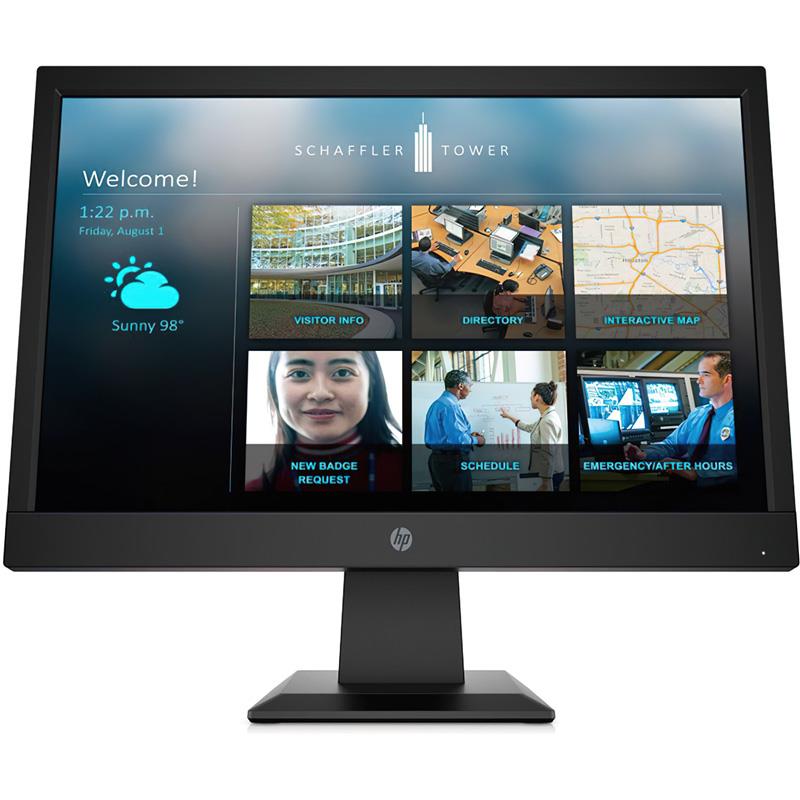 SCHAFFLER TOWER
Welcome!
1:22 p.m.
Friday, August 1
Sunny 98°
VISITOR INFO
DIRECTORY
INTERACTIVE MAP
Houston
NEW BADGE
REQUEST
SCHEDULE
EMERGENCY/AFTER HOURS
hp